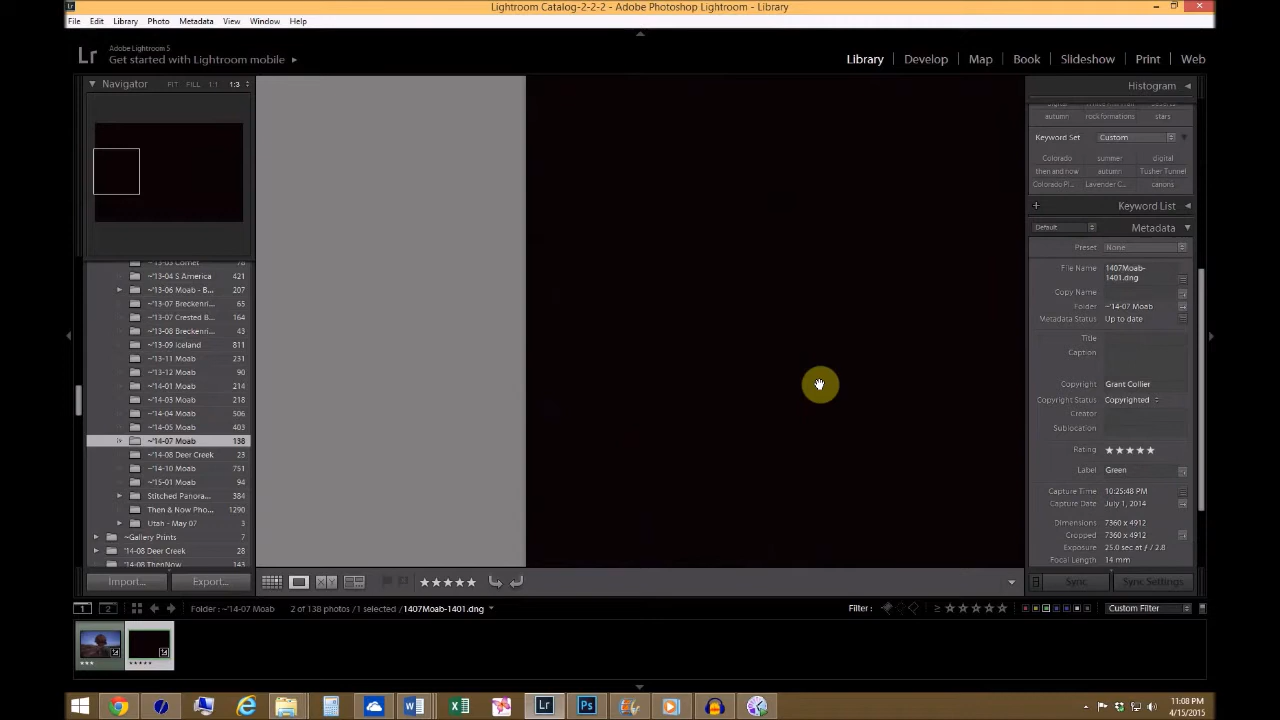 Lightroom Catalog-2-2-2 - Adobe Photoshop Lightroom - Library
File Edit Library Photo Metadata View Window Help
Lr Adobe Lightroom 5
Get started with Lightroom mobile
Library Develop Map Book Slideshow Print Web
Navigator FIT FILL 1:1 1:3
Histogram
autumn rock formations stars
Keyword Set Custom
Colorado summer digital
then and now autumn Tusher Tunnel
Colorado Pl... Lavender C... canons
Keyword List
Default Metadata
Preset None
File Name 1407Moab-
1401.dng
Copy Name
Folder ~'14-07 Moab
Metadata Status Up to date
Title
Caption
Copyright Grant Collier
Copyright Status Copyrighted
Creator
Sublocation
Rating ★★★★★
Label Green
Capture Time 10:25:48 PM
Capture Date July 1, 2014
Dimensions 7360 x 4912
Cropped 7360 x 4912
Exposure 25.0 sec at ƒ / 2.8
Focal Length 14 mm
~'13-04 S America 421
~'13-06 Moab - B... 207
~'13-07 Breckenri... 65
~'13-07 Crested B... 164
~'13-08 Breckenri... 43
~'13-09 Iceland 811
~'13-11 Moab 231
~'13-12 Moab 90
~'14-01 Moab 214
~'14-03 Moab 218
~'14-04 Moab 506
~'14-05 Moab 403
~'14-07 Moab 138
~'14-08 Deer Creek 23
~'14-10 Moab 751
~'15-01 Moab 94
Stitched Panora... 384
Then & Now Pho... 1290
Utah - May 07 3
~Gallery Prints 7
'14-08 Deer Creek 28
'14-08 ThenNow
Import... Export...
XY ★★★★★
Sync Sync Settings
1 2 Folder : ~'14-07 Moab 2 of 138 photos / 1 selected / 1407Moab-1401.dng Filter : ≥ ★★★★★ Custom Filter
★★★ ★★★★★
Lr Ps
11:08 PM
4/15/2015